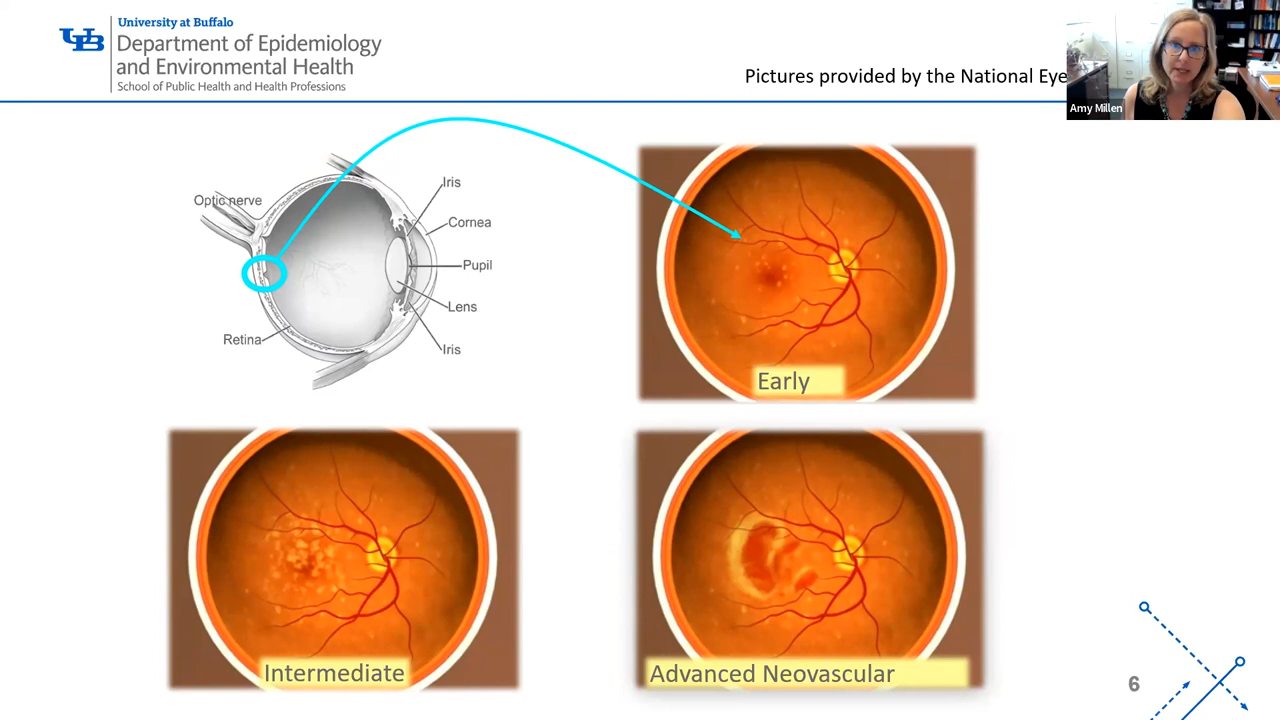 University at Buffalo
UB
Department of Epidemiology
and Environmental Health
School of Public Health and Health Professions
Pictures provided by the National Eye
Amy Millen
Iris
Optic nerve
Cornea
Pupil
Lens
Retina
Iris
Early
Intermediate
Advanced Neovascular
6